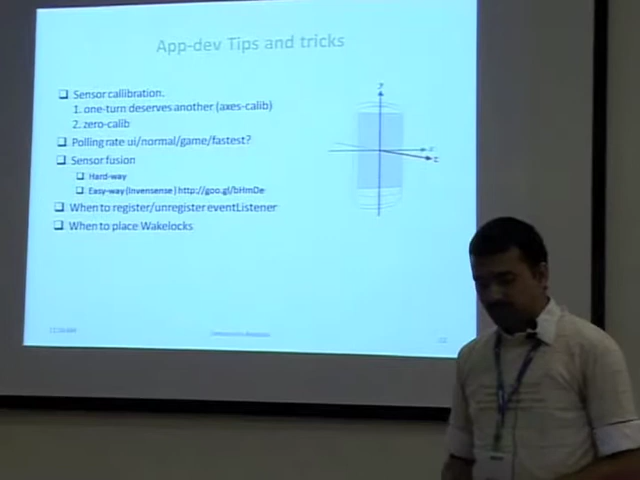 App-dev Tips and tricks
Sensor callibration.
1. one-turn deserves another (axes-calib)
2. zero-calib
Polling rate ui/normal/game/fastest?
Sensor fusion
Hard-way
Easy-way (Invensense) http://goo.gl/bHmDe
When to register/unregister eventListener
When to place Wakelocks